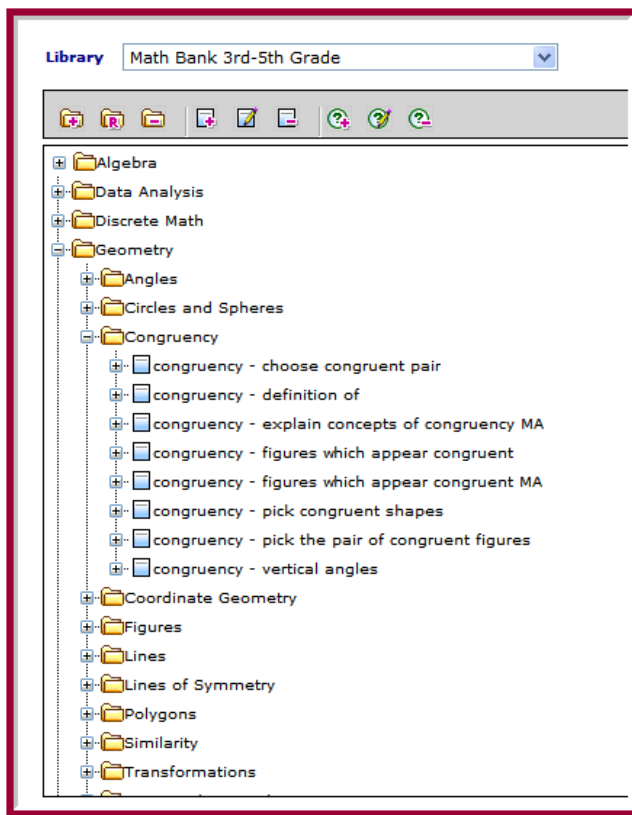 Library Math Bank 3rd-5th Grade
Algebra
Data Analysis
Discrete Math
Geometry
Angles
Circles and Spheres
Congruency
congruency - choose congruent pair
congruency - definition of
congruency - explain concepts of congruency MA
congruency - figures which appear congruent
congruency - figures which appear congruent MA
congruency - pick congruent shapes
congruency - pick the pair of congruent figures
congruency - vertical angles
Coordinate Geometry
Figures
Lines
Lines of Symmetry
Polygons
Similarity
Transformations